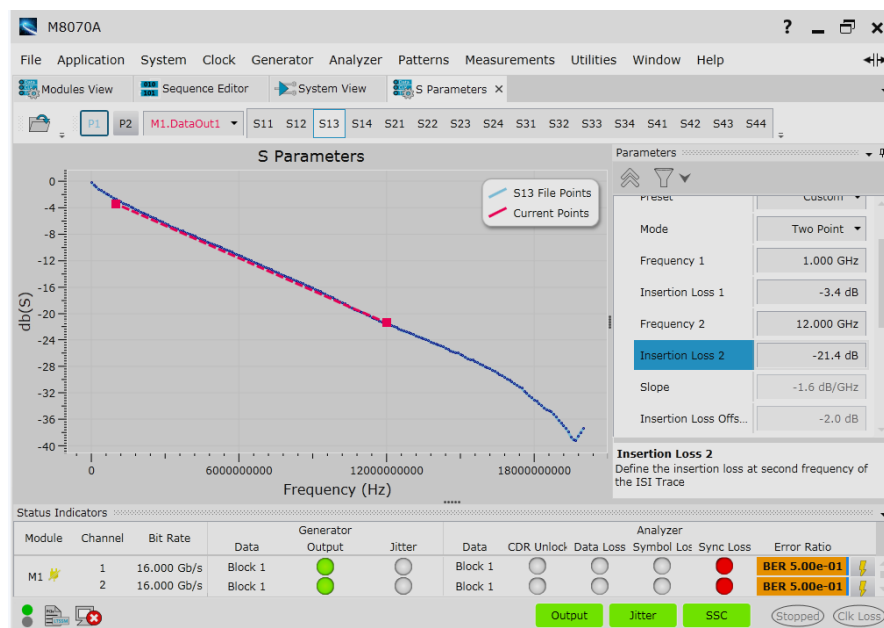 M8070A
?
File Application System Clock Generator Analyzer Patterns Measurements Utilities Window Help
Modules View Sequence Editor System View S Parameters
P1 P2 M1.DataOut1 S11 S12 S13 S14 S21 S22 S23 S24 S31 S32 S33 S34 S41 S42 S43 S44
S Parameters
Parameters
S13 File Points
Current Points
db(S)
0
-4
-8
-12
-16
-20
-24
-28
-32
-36
-40
0 6000000000 12000000000 18000000000
Frequency (Hz)
Preset Custom
Mode Two Point
Frequency 1 1.000 GHz
Insertion Loss 1 -3.4 dB
Frequency 2 12.000 GHz
Insertion Loss 2 -21.4 dB
Slope -1.6 dB/GHz
Insertion Loss Offs... -2.0 dB
Insertion Loss 2
Define the insertion loss at second frequency of
the ISI Trace
Status Indicators
Generator Analyzer
Module Channel Bit Rate Data Output Jitter Data CDR Unlock Data Loss Symbol Los Sync Loss Error Ratio
M1
1 16.000 Gb/s Block 1 Block 1 BER 5.00e-01
2 16.000 Gb/s Block 1 Block 1 BER 5.00e-01
Output Jitter SSC Stopped Clk Loss